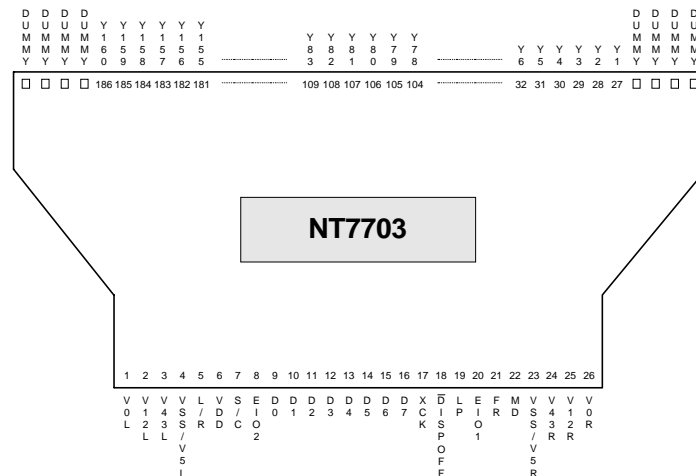 DUMMY DUMMY DUMMY DUMMY Y160 Y159 Y158 Y157 Y156 Y155 Y83 Y82 Y81 Y80 Y79 Y78 Y6 Y5 Y4 Y3 Y2 Y1 DUMMY DUMMY DUMMY DUMMY
186 185 184 183 182 181 109 108 107 106 105 104 32 31 30 29 28 27
NT7703
1 2 3 4 5 6 7 8 9 10 11 12 13 14 15 16 17 18 19 20 21 22 23 24 25 26
V0L V12L V43L VSS/V5L L/R VDD S/C EIO2 D0 D1 D2 D3 D4 D5 D6 D7 XCK DISPOFF LP EIO1 FR MD VSS/V5R V43R V12R V0R